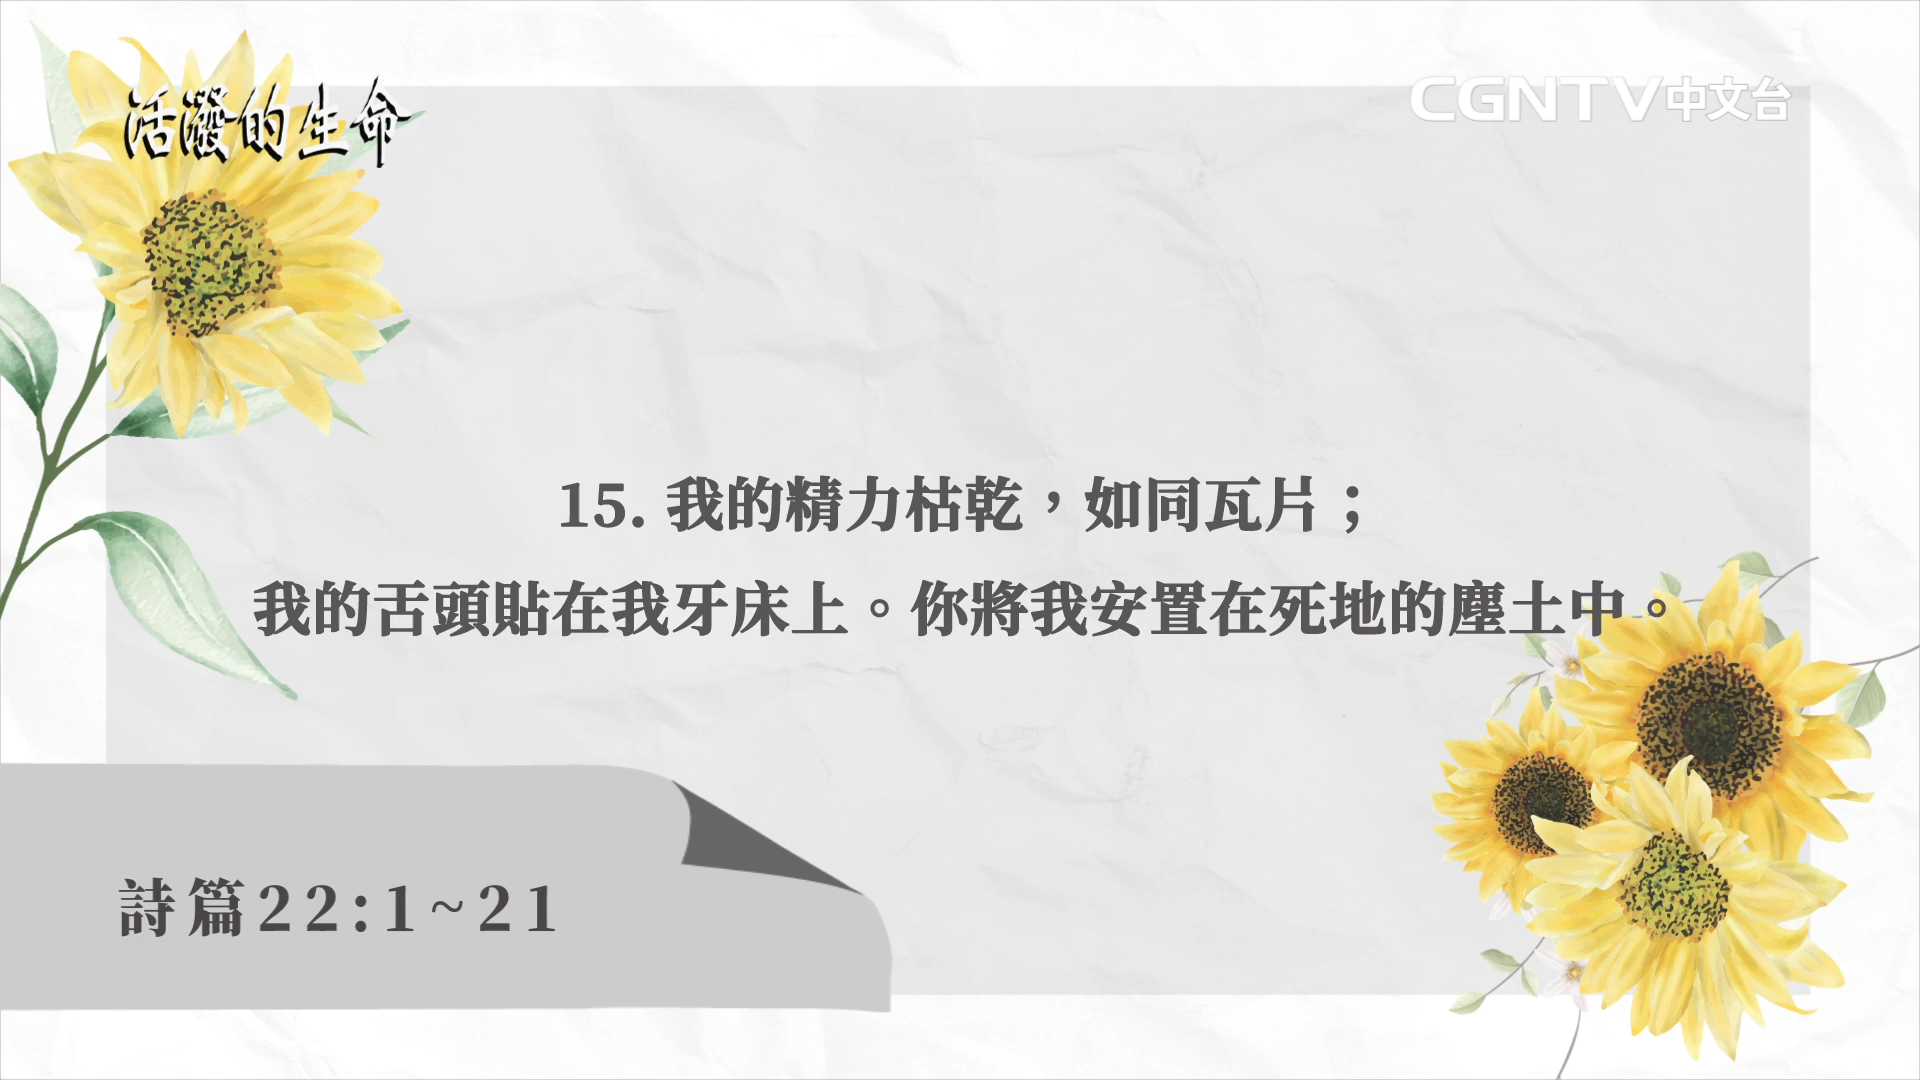 活潑的生命
CGNTV中文台
15. 我的精力枯乾，如同瓦片；
我的舌頭貼在我牙床上。你將我安置在死地的塵土中。
詩篇22:1~21